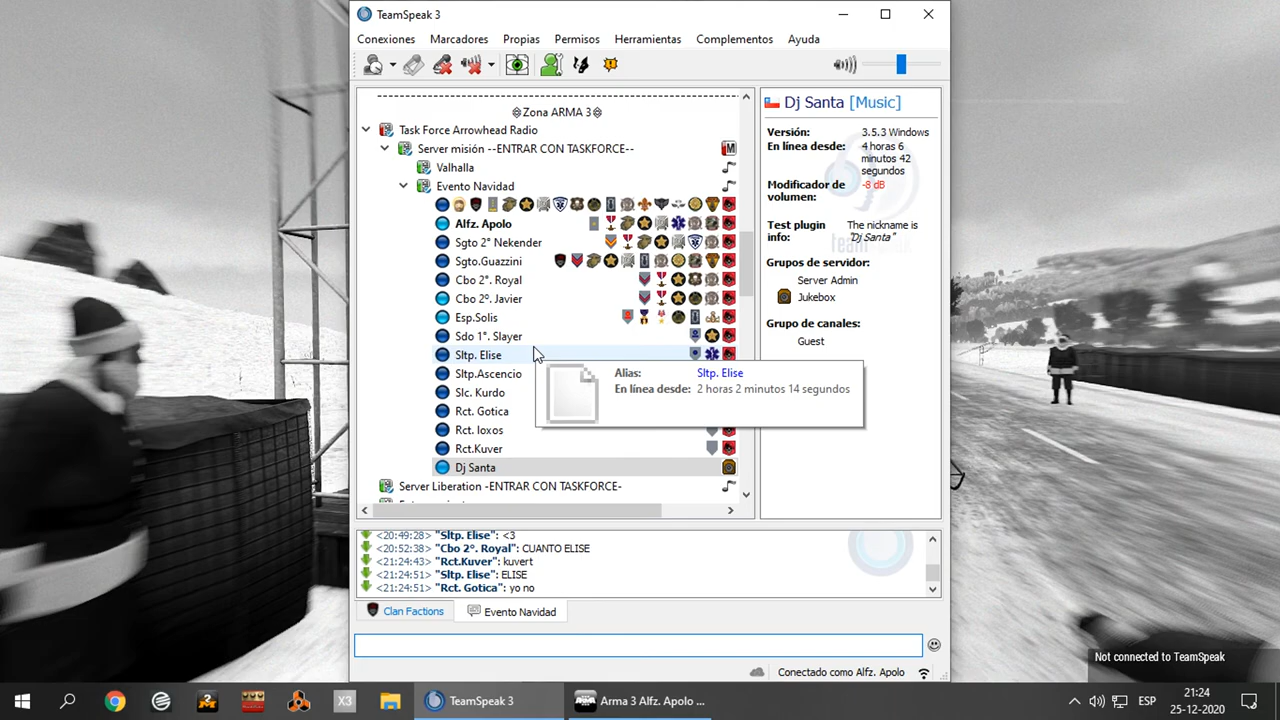 TeamSpeak 3
Conexiones Marcadores Propias Permisos Herramientas Complementos Ayuda
Zona ARMA 3
Task Force Arrowhead Radio
Server misión --ENTRAR CON TASKFORCE--
Valhalla
Evento Navidad
Alfz. Apolo
Sgto 2° Nekender
Sgto.Guazzini
Cbo 2°. Royal
Cbo 2º. Javier
Esp.Solis
Sdo 1°. Slayer
Sltp. Elise
Sltp.Ascencio
Slc. Kurdo
Rct. Gotica
Rct. Ioxos
Rct.Kuver
Dj Santa
Server Liberation -ENTRAR CON TASKFORCE-
Alias: Sltp. Elise
En línea desde: 2 horas 2 minutos 14 segundos
Dj Santa [Music]
Versión: 3.5.3 Windows
En línea desde: 4 horas 6
minutos 42
segundos
Modificador de -8 dB
volumen:
Test plugin The nickname is
info: "Dj Santa"
Grupos de servidor:
Server Admin
Jukebox
Grupo de canales:
Guest
<20:49:28> "Sltp. Elise": <3
<20:52:38> "Cbo 2°. Royal": CUANTO ELISE
<21:24:43> "Rct.Kuver": kuvert
<21:24:51> "Sltp. Elise": ELISE
<21:24:51> "Rct. Gotica": yo no
Clan Factions Evento Navidad
Conectado como Alfz. Apolo
Not connected to TeamSpeak
X3 TeamSpeak 3 Arma 3 Alfz. Apolo ... ESP 21:24
25-12-2020